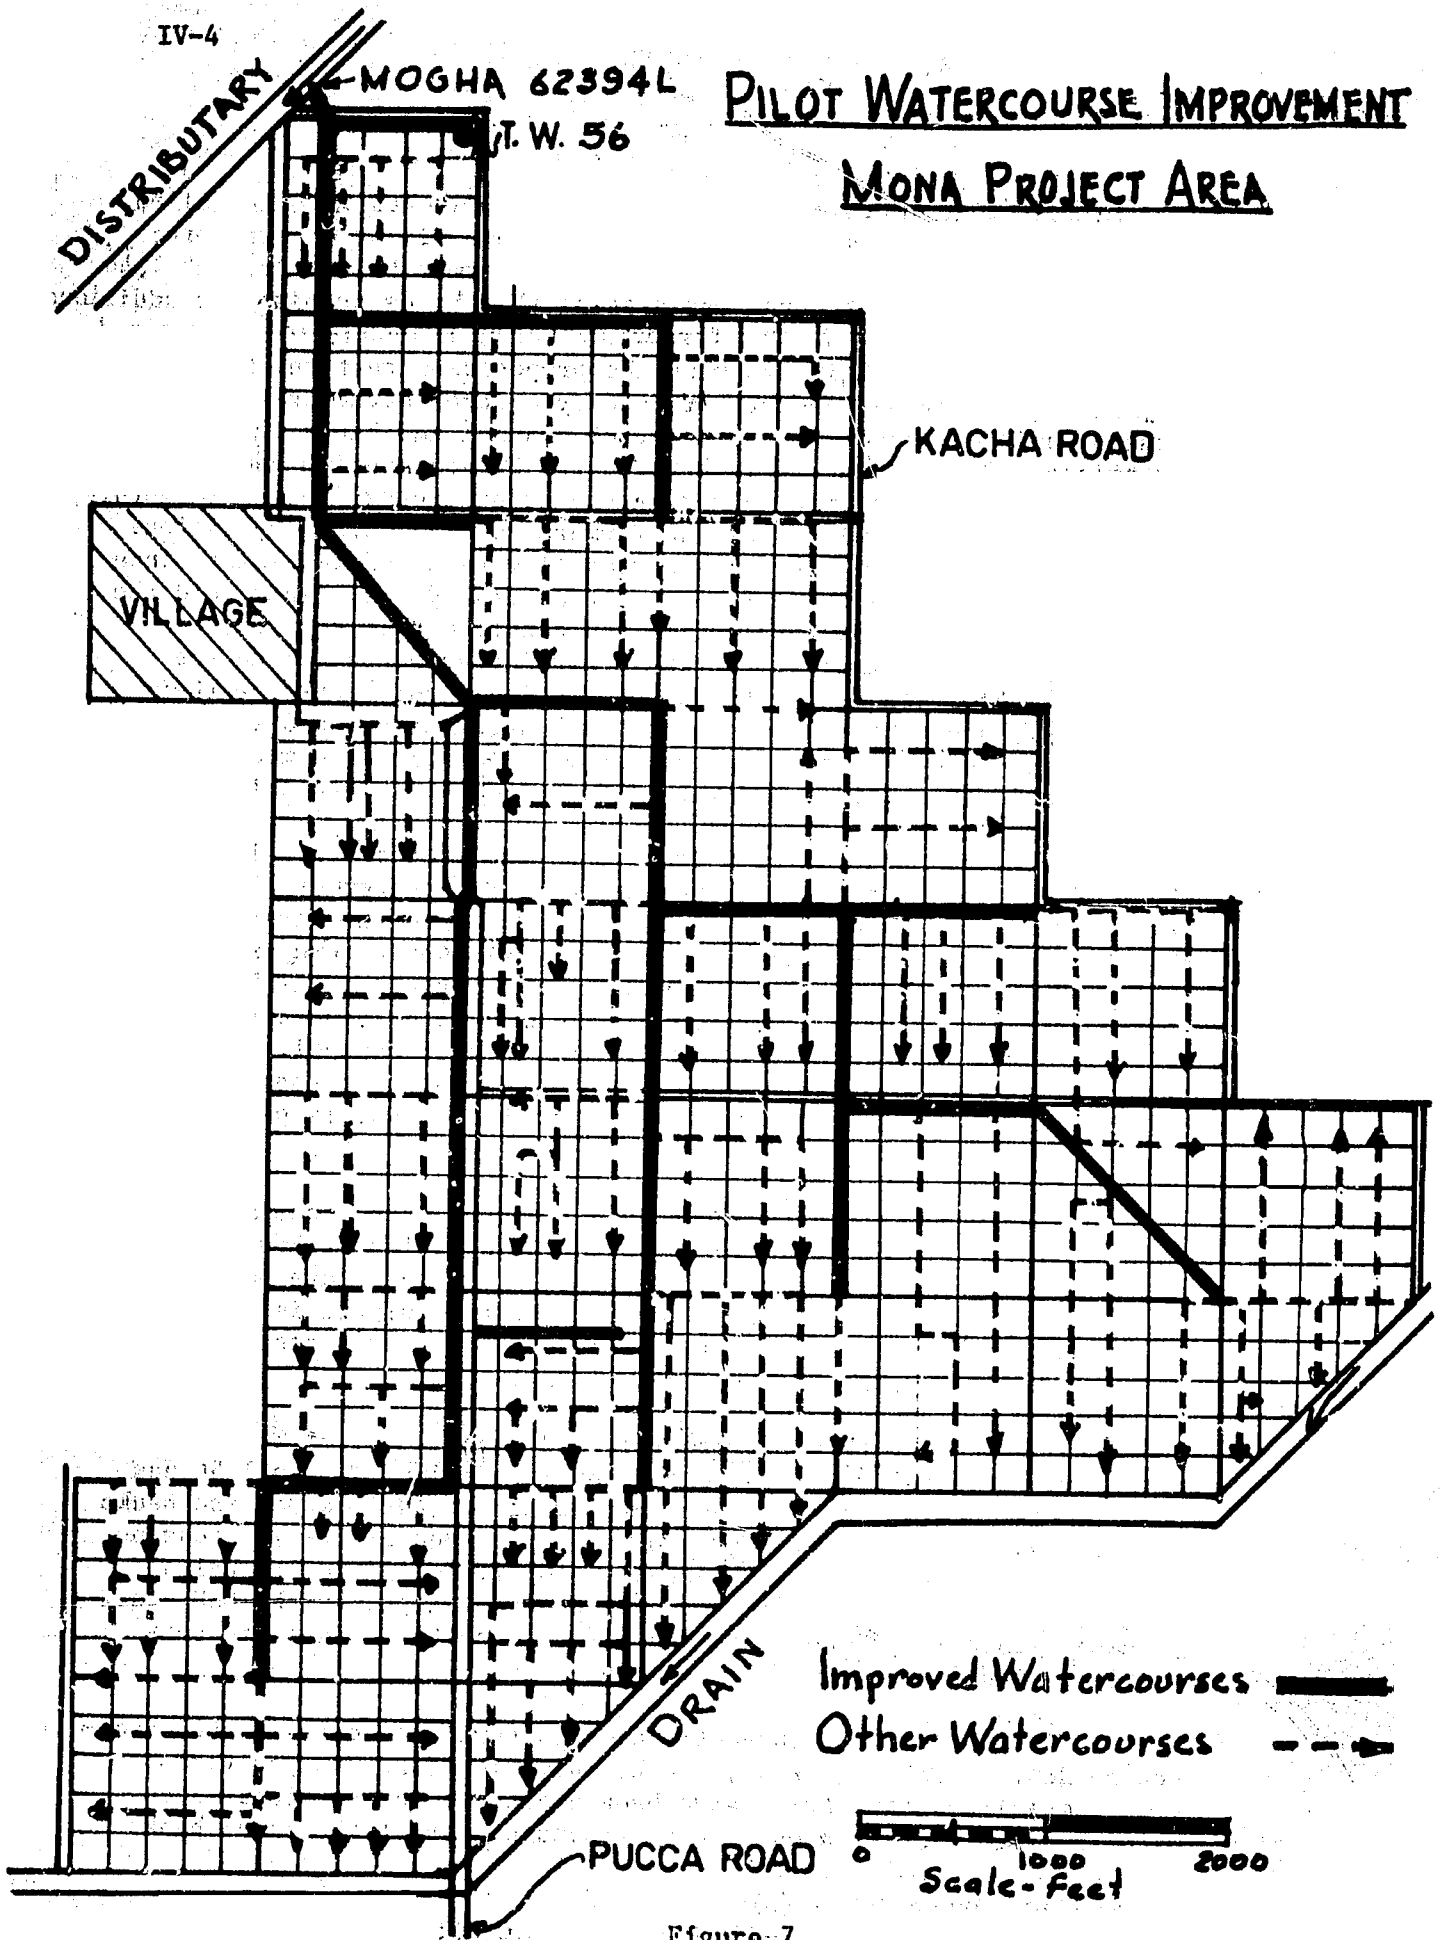 IV-4
MOGHA 62394L
PILOT WATERCOURSE IMPROVEMENT
MONA PROJECT AREA
DISTRIBUTARY
T. W. 56
KACHA ROAD
VILLAGE
Improved Watercourses
Other Watercourses
DRAIN
0 1000 2000
Scale-feet
PUCCA ROAD
Figure 7